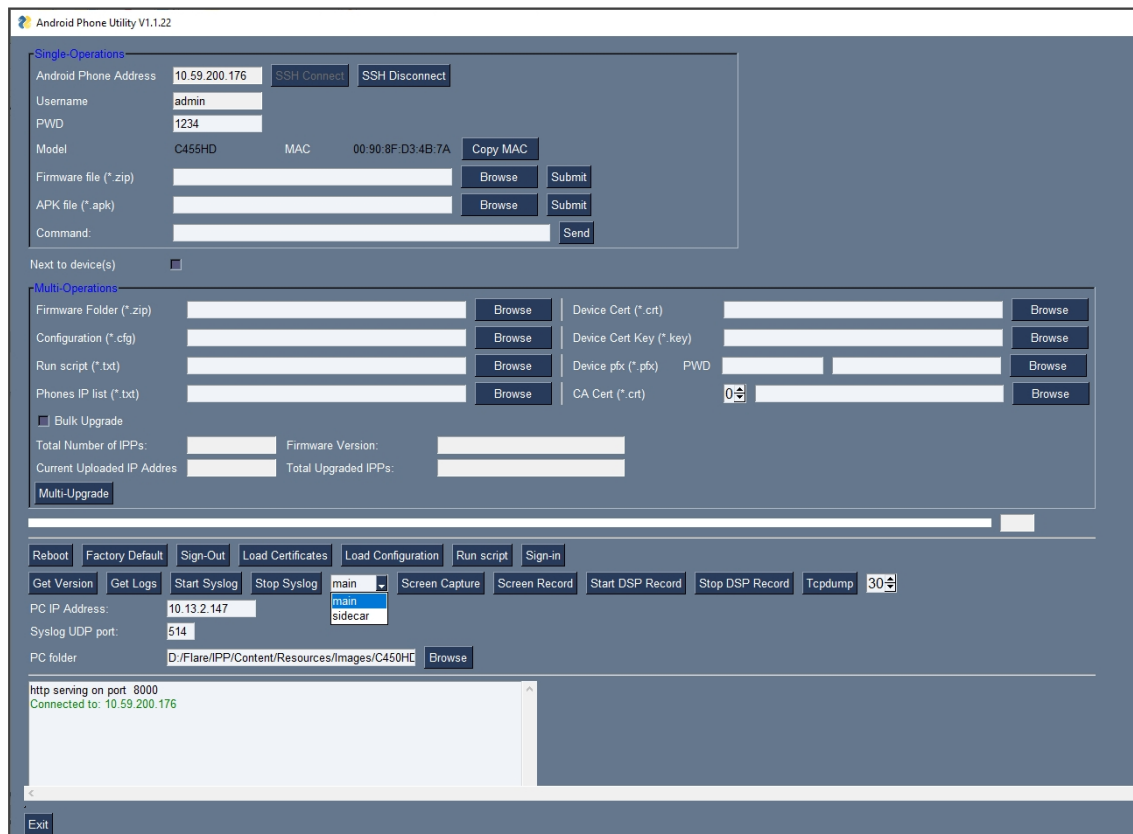 Android Phone Utility V1.1.22
Single-Operations
Android Phone Address 10.59.200.176 SSH Connect SSH Disconnect
Username admin
PWD 1234
Model C455HD MAC 00:90:8F:D3:4B:7A Copy MAC
Firmware file (*.zip) Browse Submit
APK file (*.apk) Browse Submit
Command: Send
Next to device(s)
Multi-Operations
Firmware Folder (*.zip) Browse Device Cert (*.crt) Browse
Configuration (*.cfg) Browse Device Cert Key (*.key) Browse
Run script (*.txt) Browse Device pfx (*.pfx) PWD Browse
Phones IP list (*.txt) Browse CA Cert (*.crt) 0 Browse
Bulk Upgrade
Total Number of IPPs: Firmware Version:
Current Uploaded IP Addres Total Upgraded IPPs:
Multi-Upgrade
Reboot Factory Default Sign-Out Load Certificates Load Configuration Run script Sign-in
Get Version Get Logs Start Syslog Stop Syslog main Screen Capture Screen Record Start DSP Record Stop DSP Record Tcpdump 30
main
sidecar
PC IP Address: 10.13.2.147
Syslog UDP port: 514
PC folder D:/Flare/IPP/Content/Resources/Images/C450HD Browse
http serving on port 8000
Connected to: 10.59.200.176
Exit